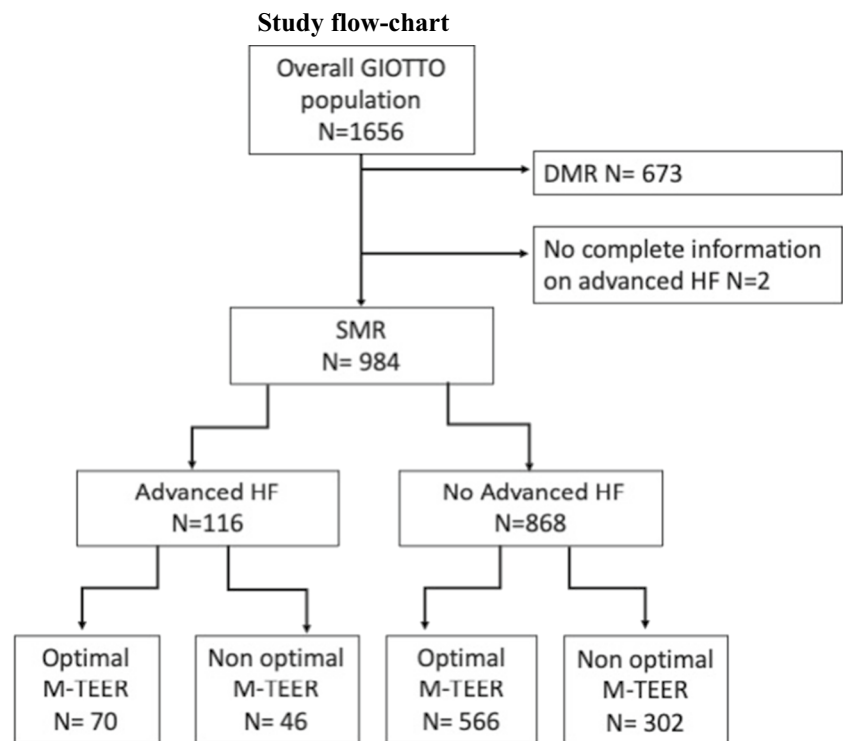 Study flow-chart
Overall GIOTTO
population
N=1656
DMR N= 673
No complete information
on advanced HF N=2
SMR
N= 984
Advanced HF
N=116
No Advanced HF
N=868
Optimal
M-TEER
N= 70
Non optimal
M-TEER
N= 46
Optimal
M-TEER
N= 566
Non optimal
M-TEER
N= 302